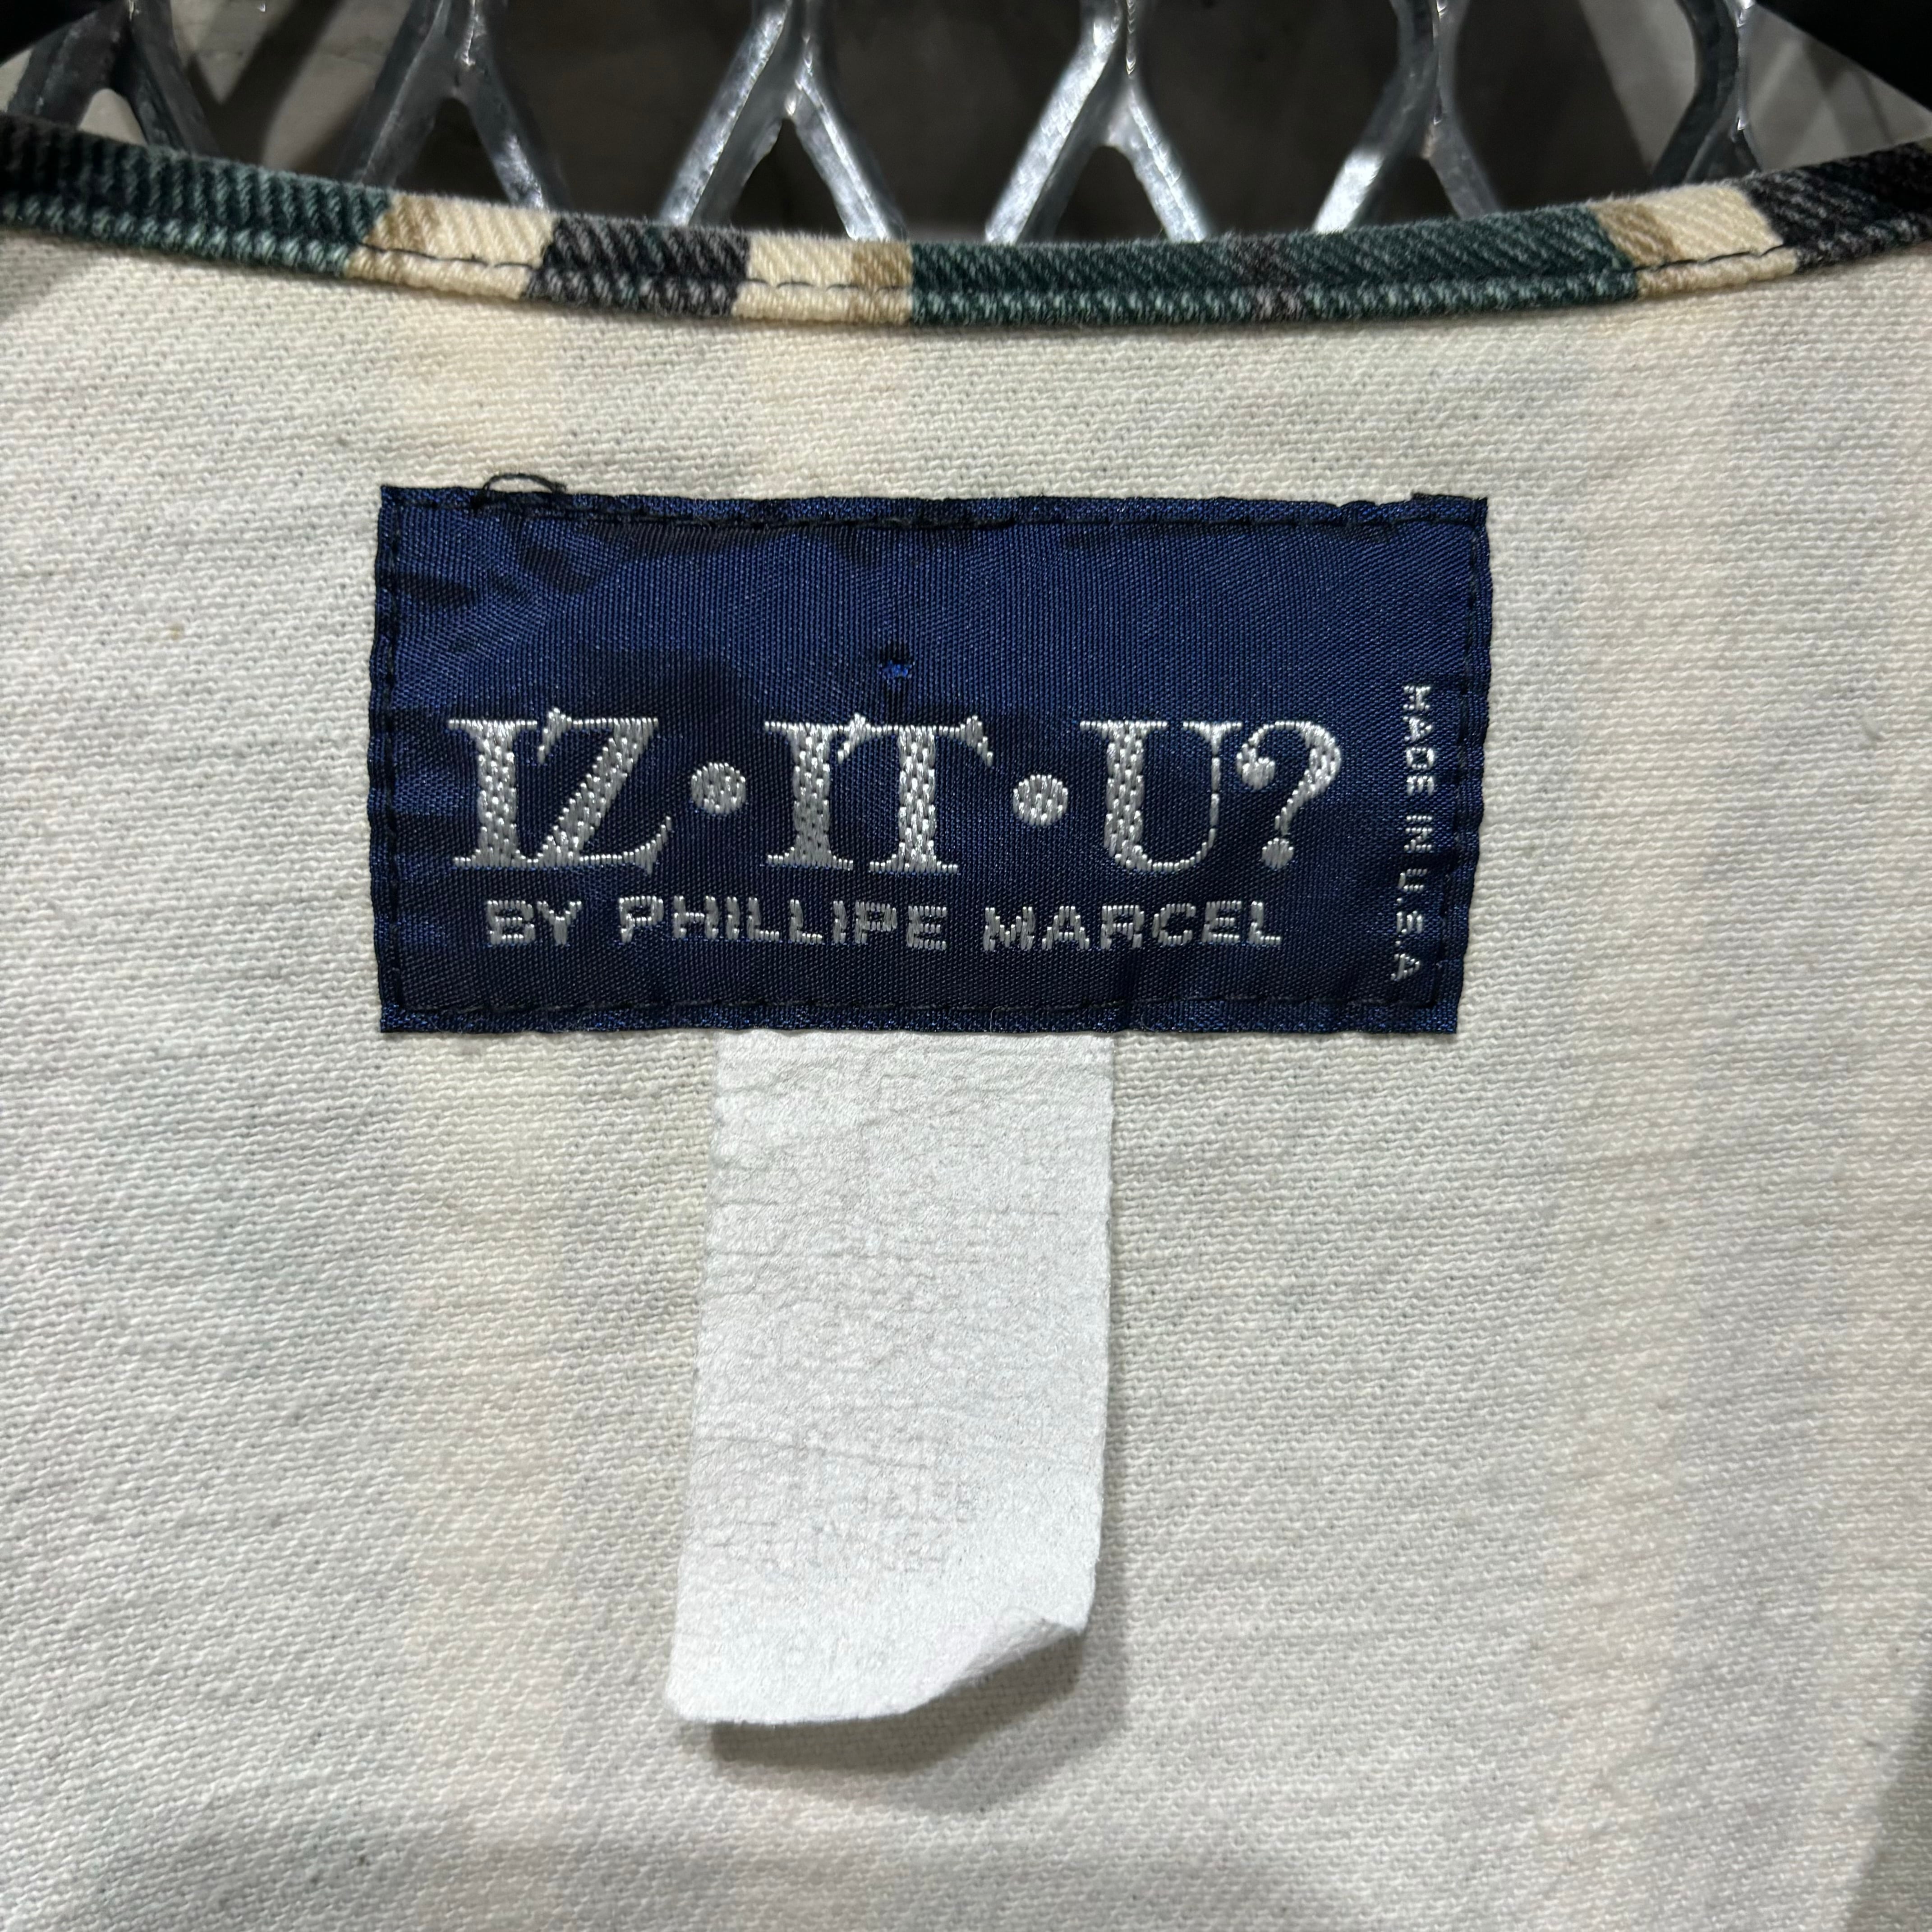 IZ•IT•U?
BY PHILLIPE MARCEL
MADE IN U.S.A